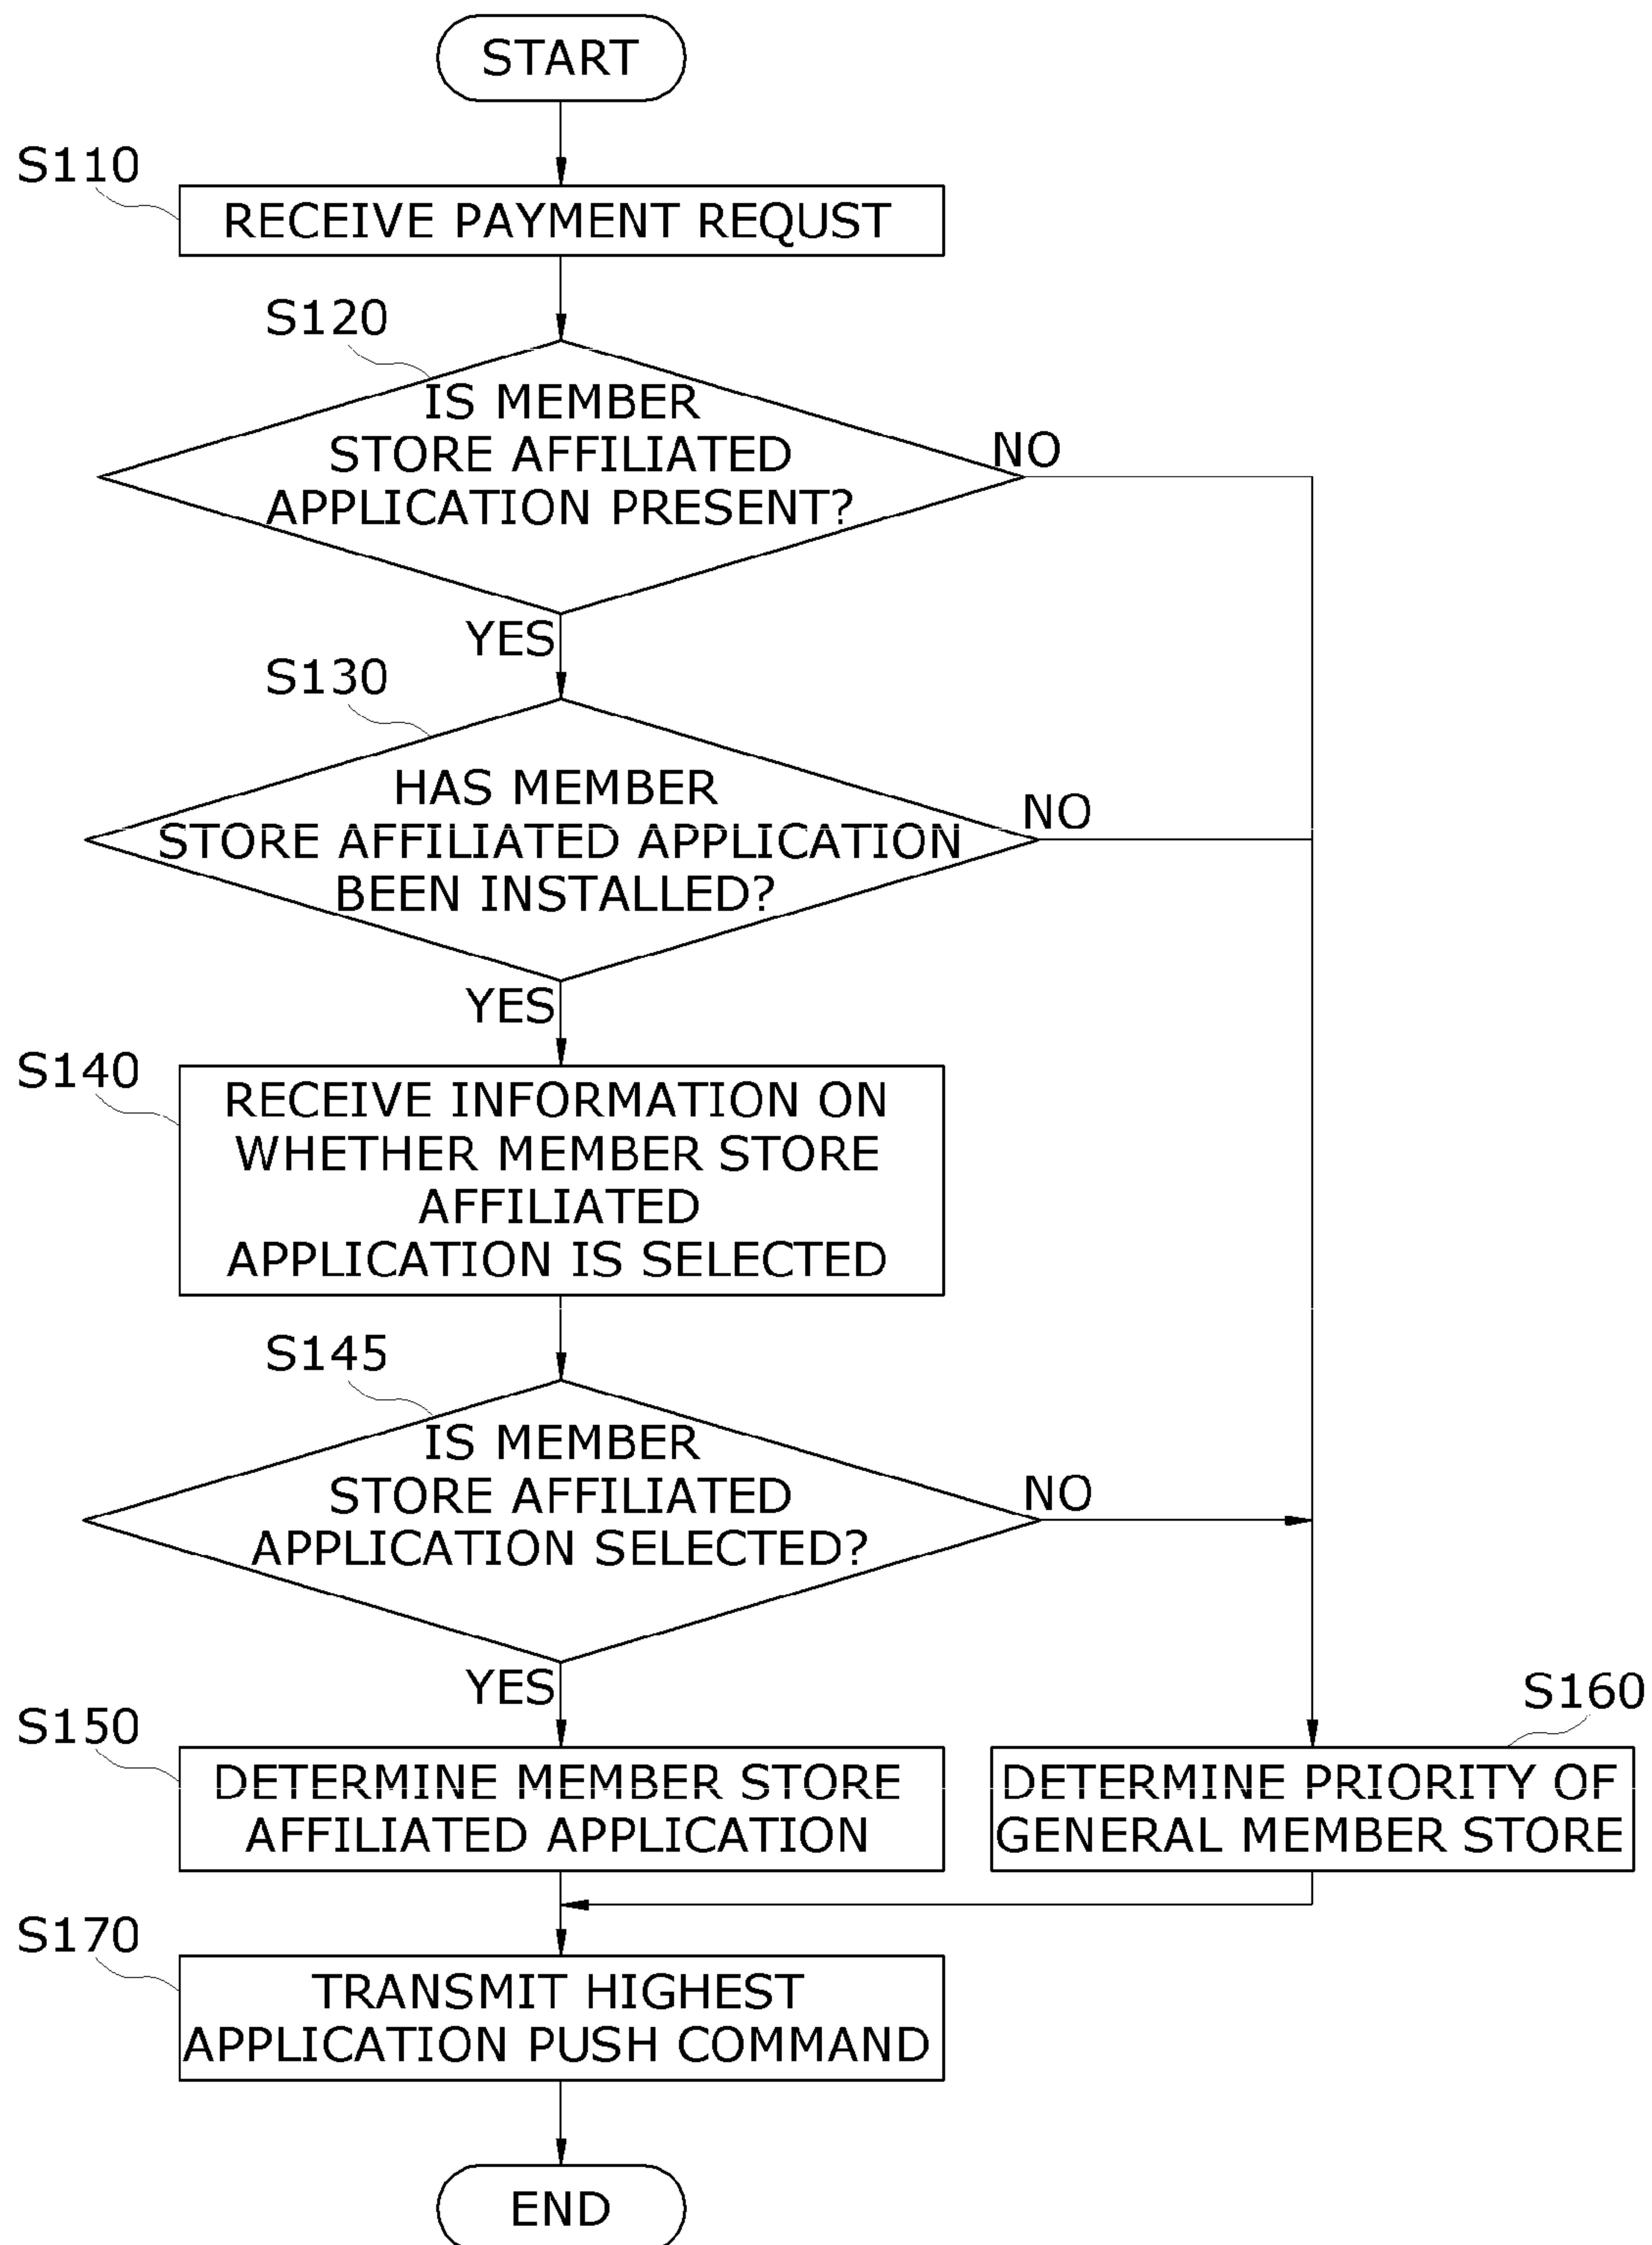 START
S110
RECEIVE PAYMENT REQUST
S120
IS MEMBER
STORE AFFILIATED
APPLICATION PRESENT?
NO
YES
S130
HAS MEMBER
STORE AFFILIATED APPLICATION
BEEN INSTALLED?
NO
YES
S140
RECEIVE INFORMATION ON
WHETHER MEMBER STORE
AFFILIATED
APPLICATION IS SELECTED
S145
IS MEMBER
STORE AFFILIATED
APPLICATION SELECTED?
NO
YES
S150
DETERMINE MEMBER STORE
AFFILIATED APPLICATION
S160
DETERMINE PRIORITY OF
GENERAL MEMBER STORE
S170
TRANSMIT HIGHEST
APPLICATION PUSH COMMAND
END